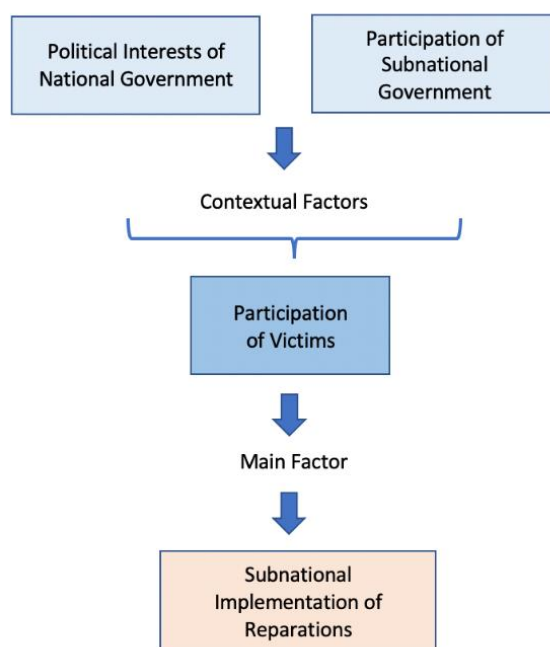 Political Interests of
National Government
Participation of
Subnational
Government
Contextual Factors
Participation
of Victims
Main Factor
Subnational
Implementation of
Reparations